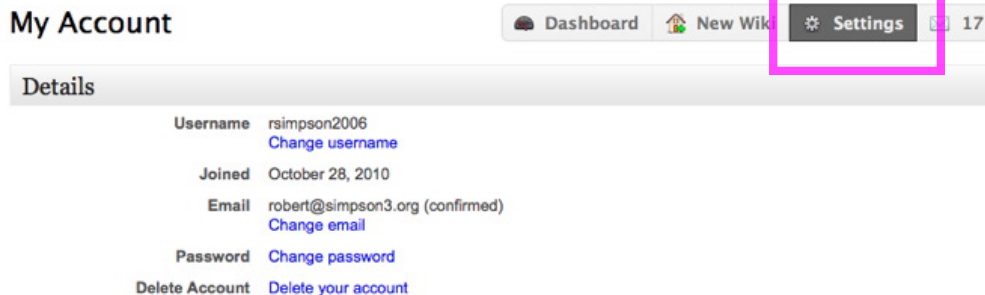 My Account
Dashboard New Wiki Settings 17
Details
Username rsimpson2006
Change username
Joined October 28, 2010
Email robert@simpson3.org (confirmed)
Change email
Password Change password
Delete Account Delete your account